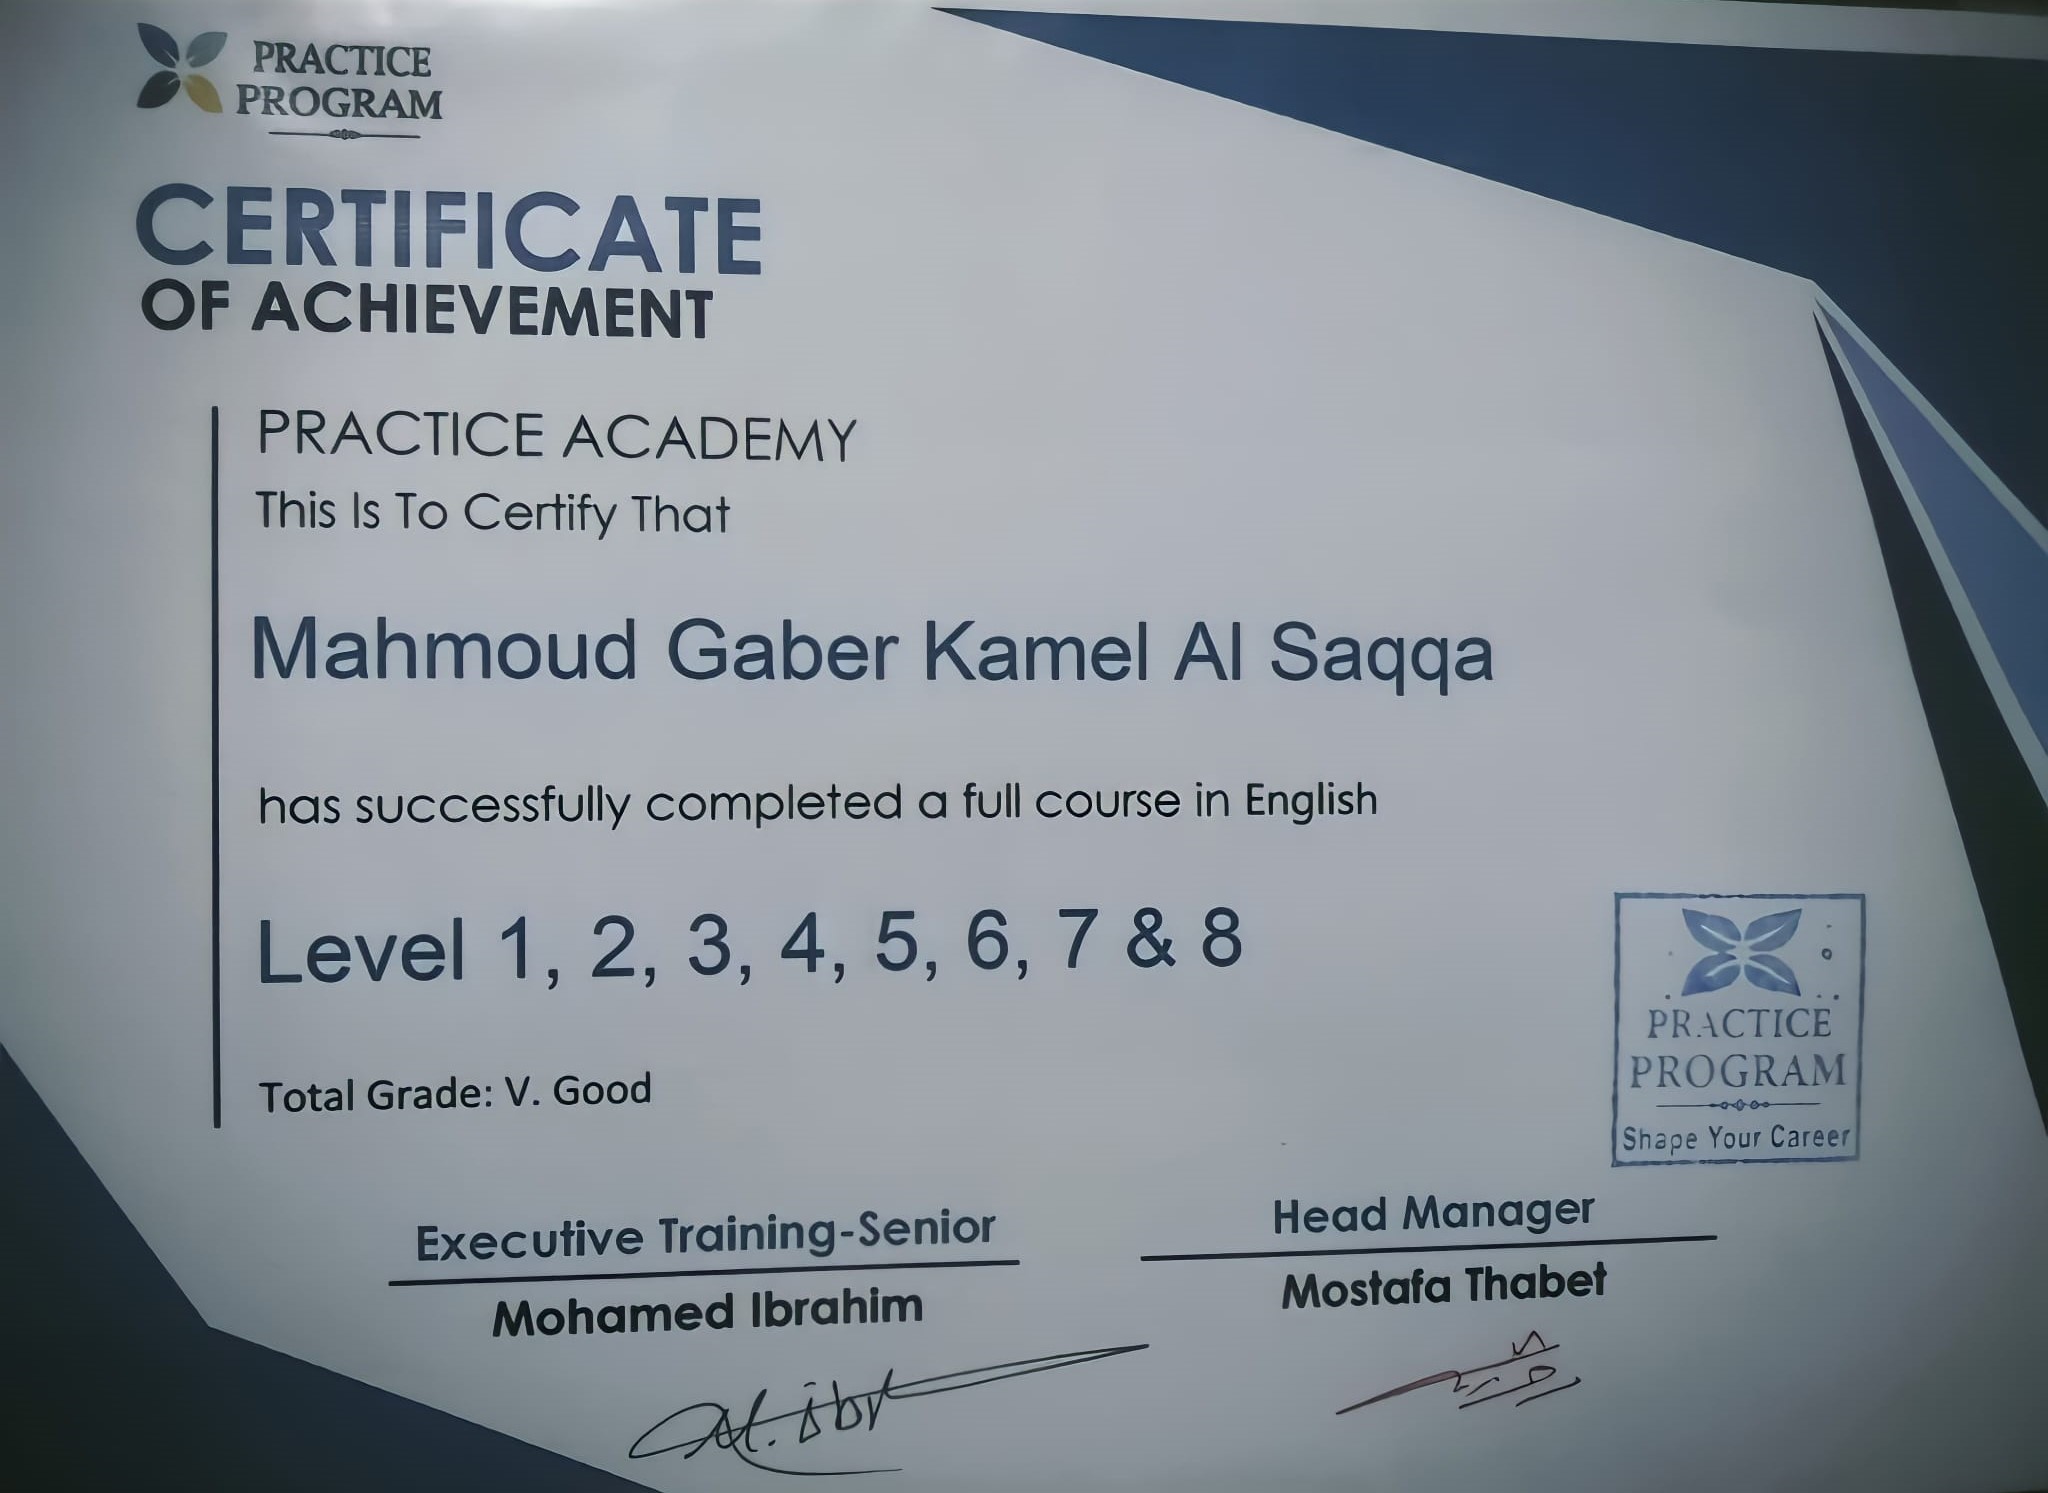 PRACTICE
PROGRAM
CERTIFICATE
OF ACHIEVEMENT
PRACTICE ACADEMY
This Is To Certify That
Mahmoud Gaber Kamel Al Saqqa
has successfully completed a full course in English
Level 1, 2, 3, 4, 5, 6, 7 & 8
Total Grade: V. Good
PRACTICE
PROGRAM
Shape Your Career
Executive Training-Senior
Mohamed Ibrahim
Head Manager
Mostafa Thabet